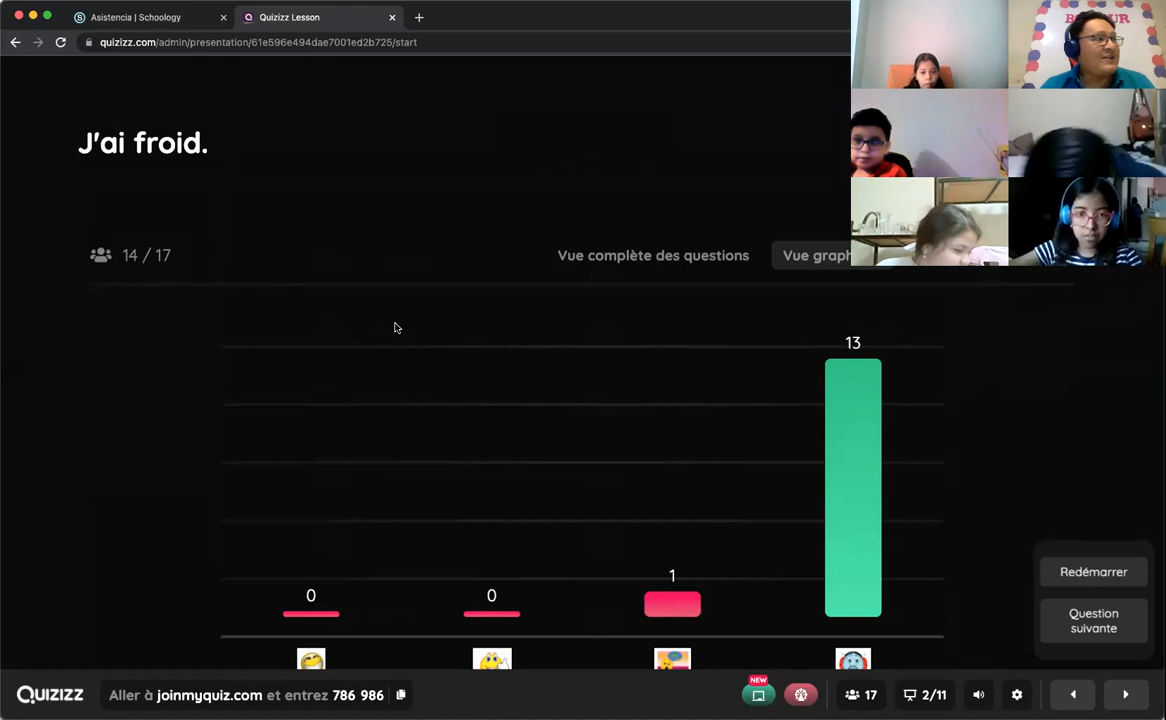 Asistencia | Schoology
Quizizz Lesson
quizizz.com/admin/presentation/61e596e494dae7001ed2b725/start
J'ai froid.
14 / 17
Vue complète des questions
Vue graph
13
1
0
0
Redémarrer
Question
suivante
NEW
QUIZIZZ
Aller à joinmyquiz.com et entrez 786 986
17
2/11